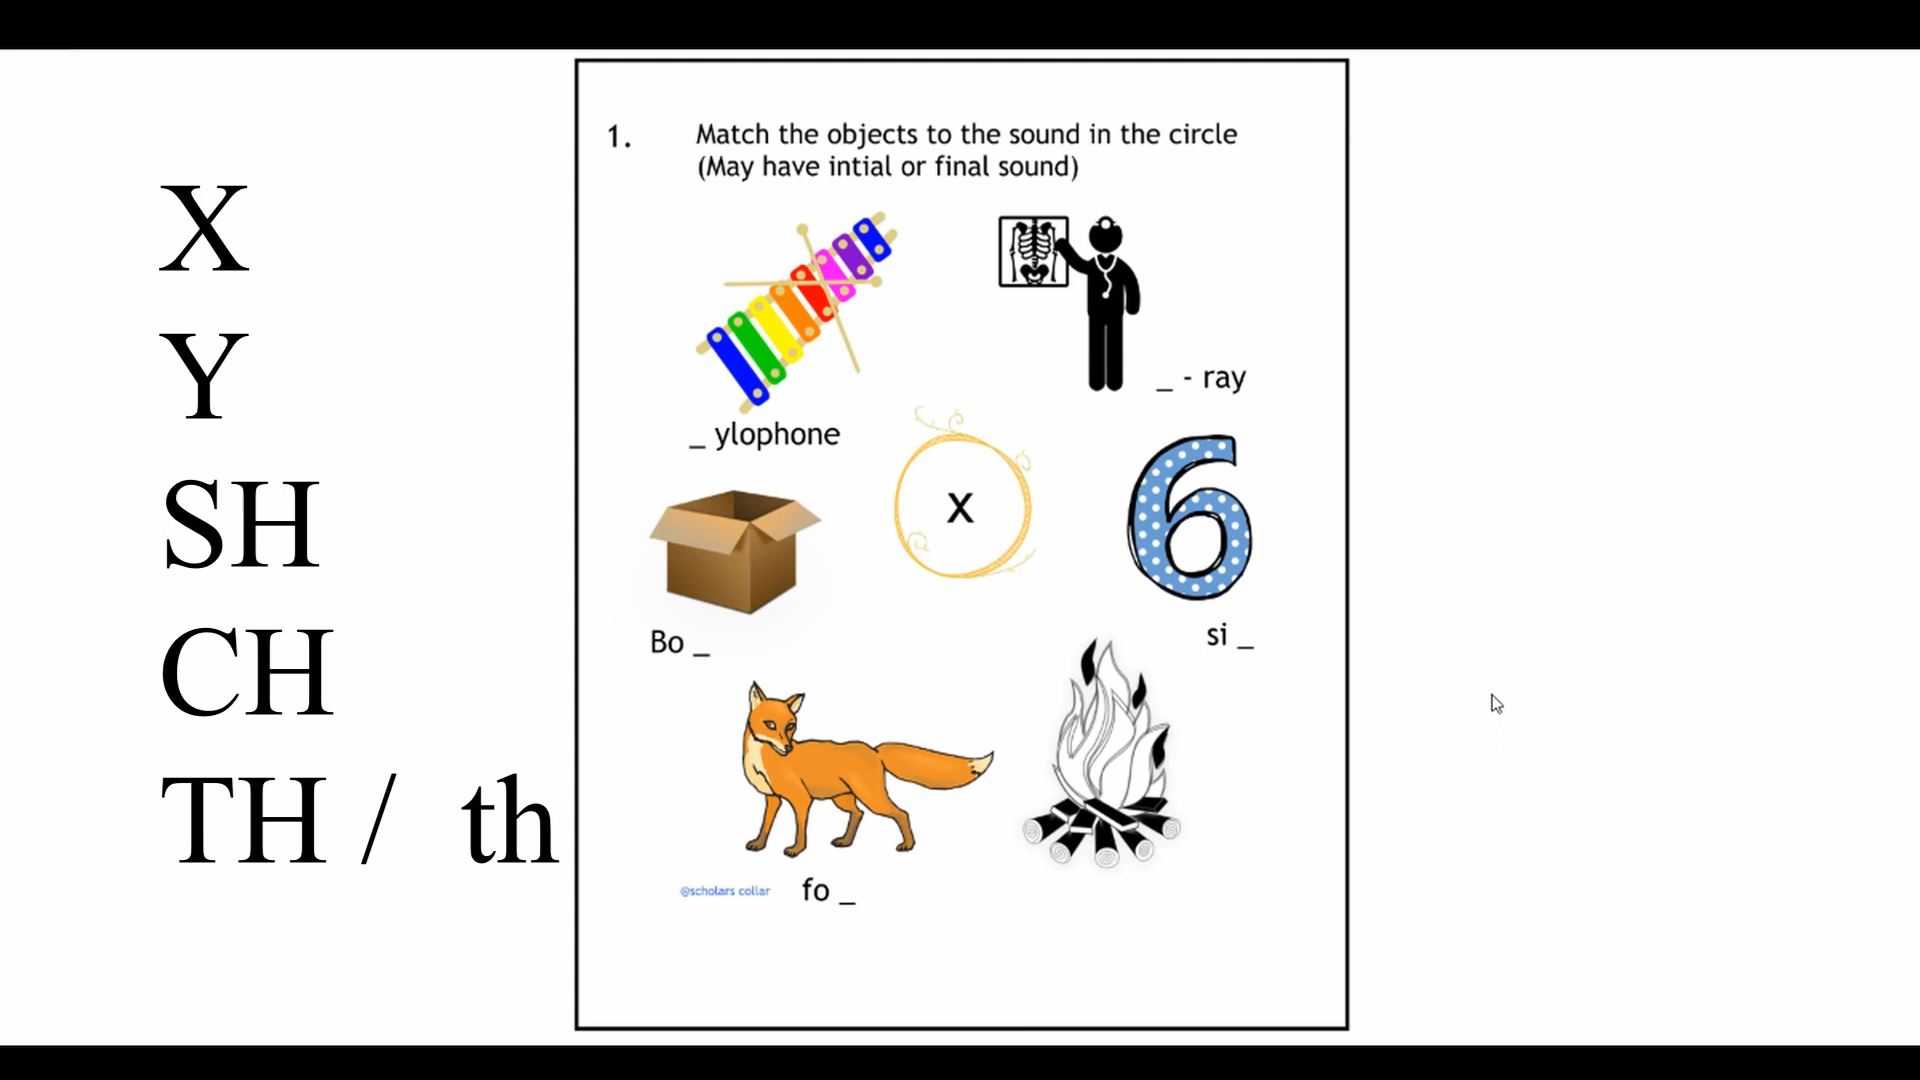 X
Y
SH
CH
TH / th
1. Match the objects to the sound in the circle
(May have intial or final sound)
_ - ray
_ ylophone
x
6
Bo _
si _
@scholars collar
fo _